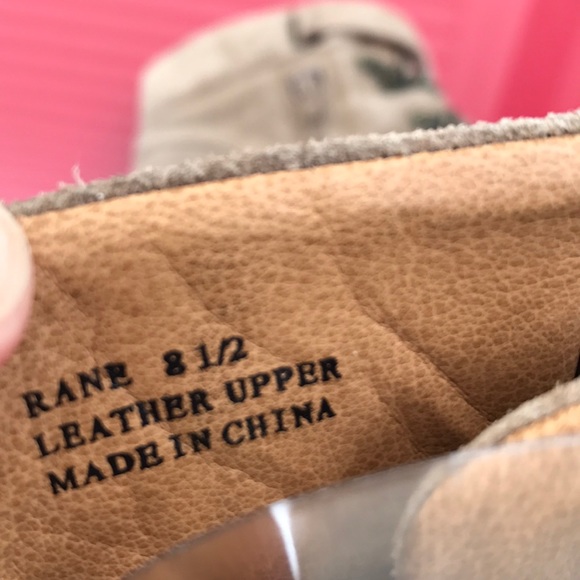 RANE 8 1/2
LEATHER UPPER
MADE IN CHINA